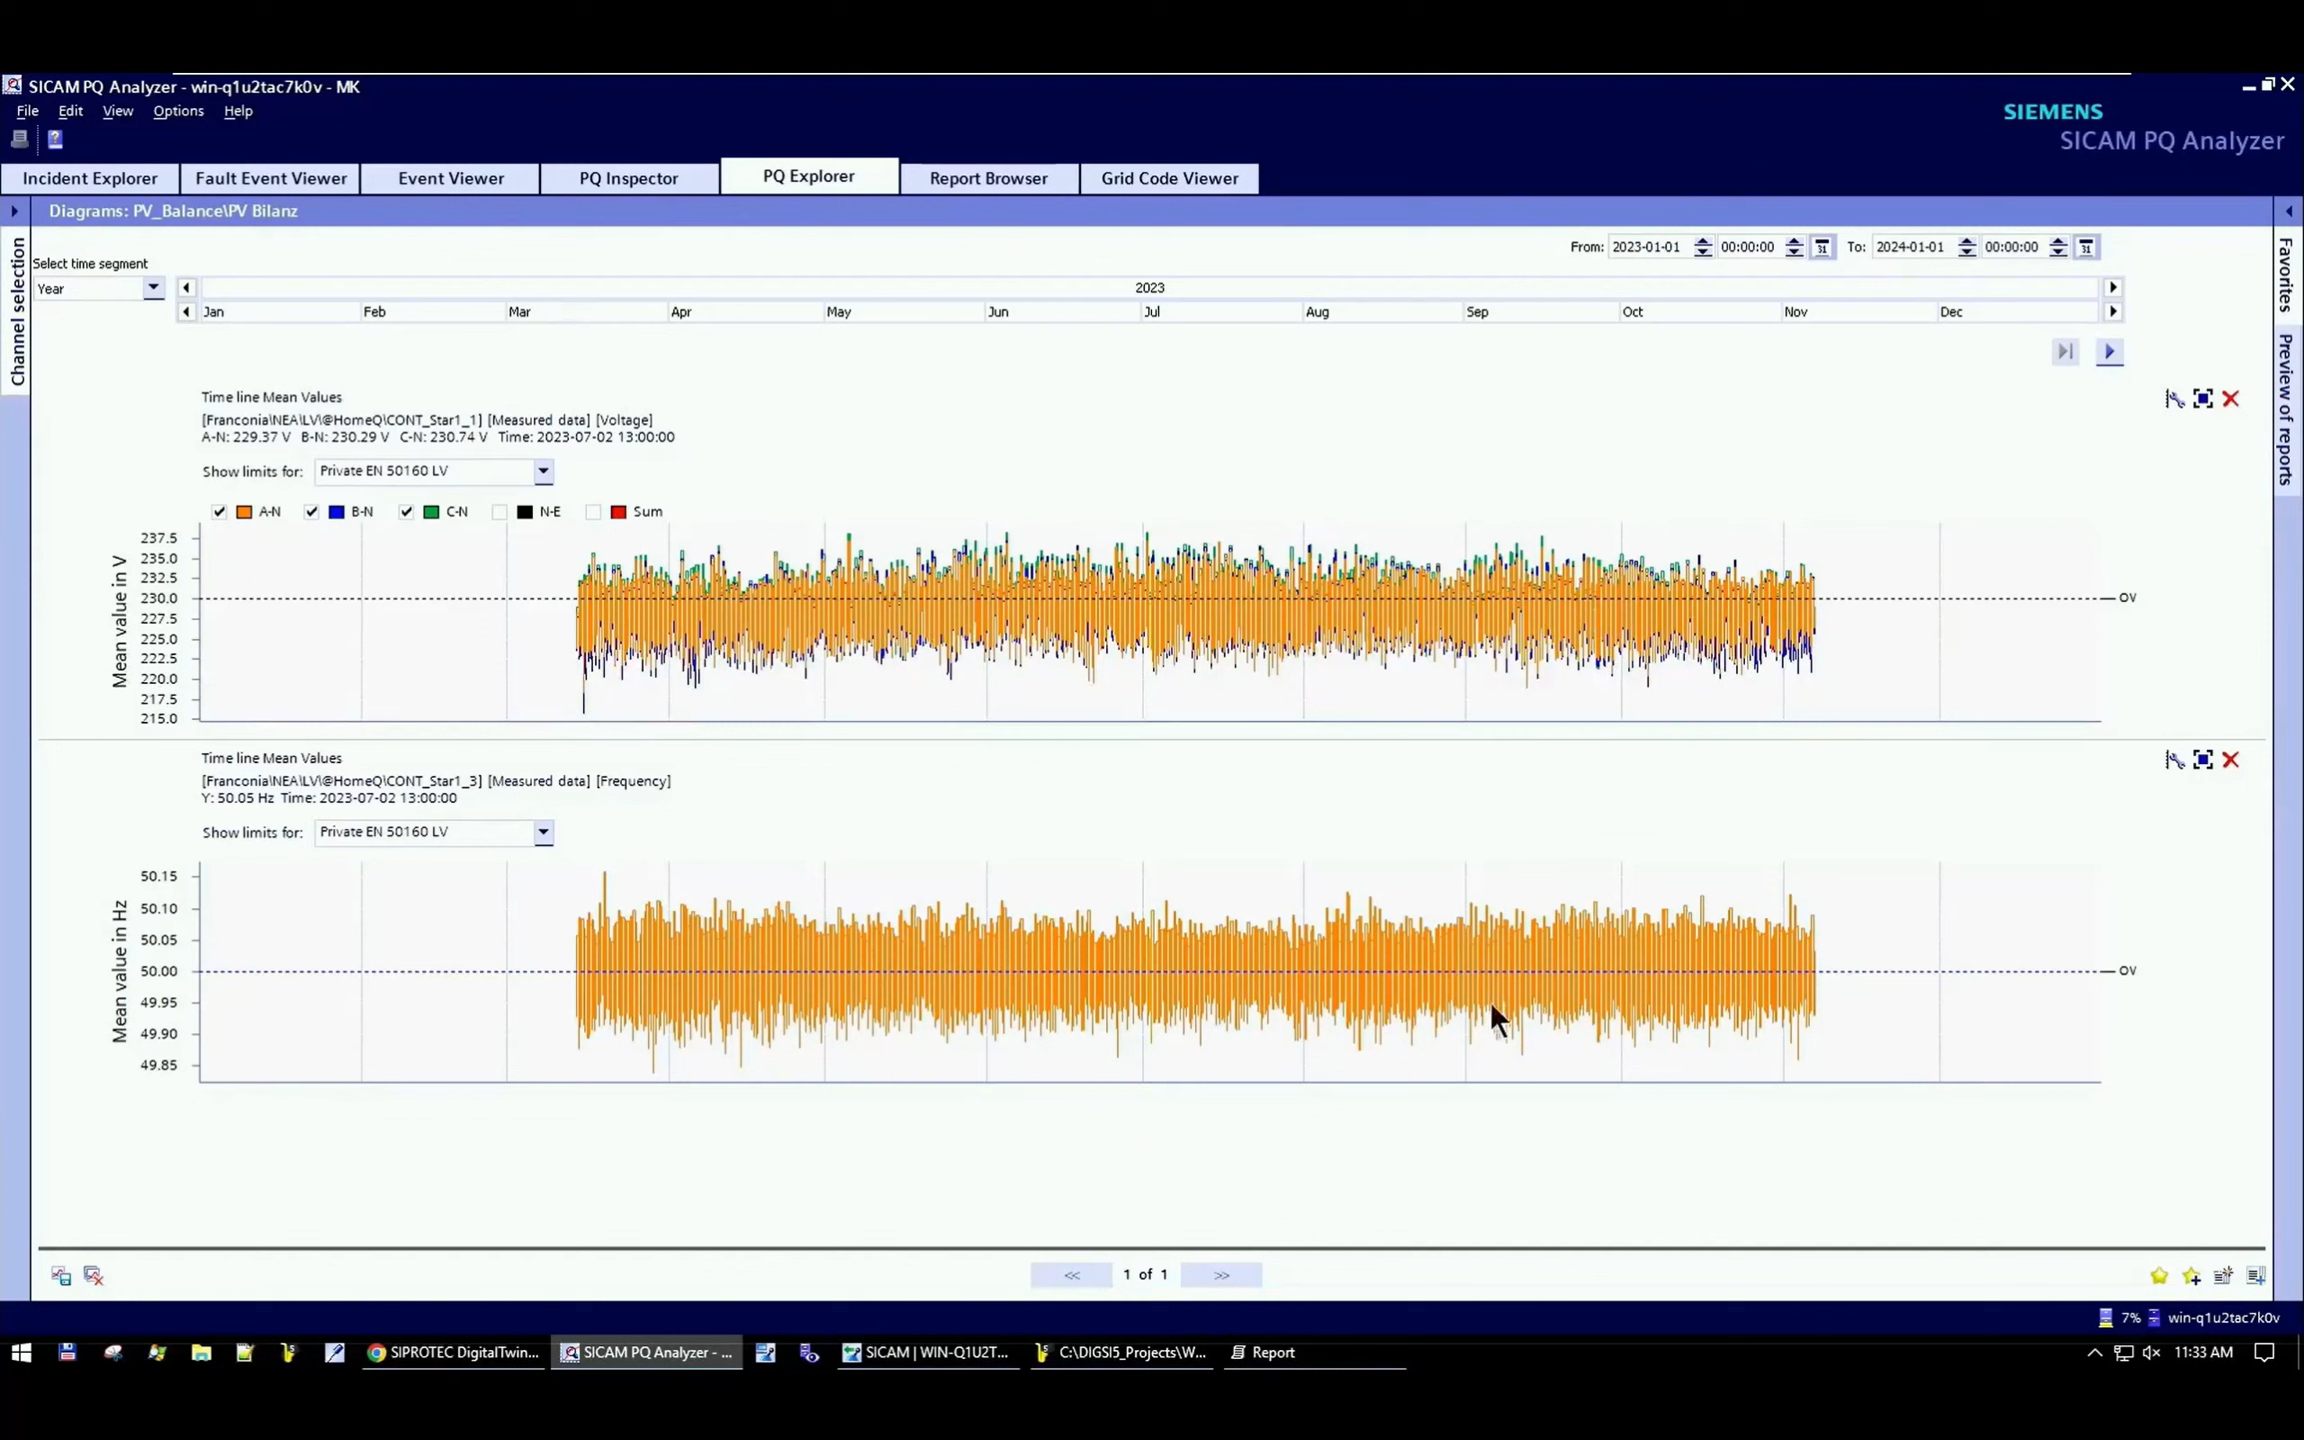 SICAM PQ Analyzer - win-q1u2tac7k0v - MK
File Edit View Options Help
SIEMENS
SICAM PQ Analyzer
Incident Explorer Fault Event Viewer Event Viewer PQ Inspector PQ Explorer Report Browser Grid Code Viewer
Diagrams: PV_Balance\PV Bilanz
Channel selection
Favorites
Preview of reports
From: 2023-01-01 00:00:00 31 To: 2024-01-01 00:00:00 31
Select time segment
Year
2023
Jan Feb Mar Apr May Jun Jul Aug Sep Oct Nov Dec
Time line Mean Values
[Franconia\NEA\LV\@HomeQ\CONT_Star1_1] [Measured data] [Voltage]
A-N: 229.37 V B-N: 230.29 V C-N: 230.74 V Time: 2023-07-02 13:00:00
Show limits for: Private EN 50160 LV
A-N B-N C-N N-E Sum
Mean value in V
237.5
235.0
232.5
230.0
OV
227.5
225.0
222.5
220.0
217.5
215.0
Time line Mean Values
[Franconia\NEA\LV\@HomeQ\CONT_Star1_3] [Measured data] [Frequency]
Y: 50.05 Hz Time: 2023-07-02 13:00:00
Show limits for: Private EN 50160 LV
Mean value in Hz
50.15
50.10
50.05
50.00
OV
49.95
49.90
49.85
<< 1 of 1 >>
7% win-q1u2tac7k0v
SIPROTEC DigitalTwin... SICAM PQ Analyzer - ... SICAM | WIN-Q1U2T... C:\DIGSI5_Projects\W... Report
11:33 AM